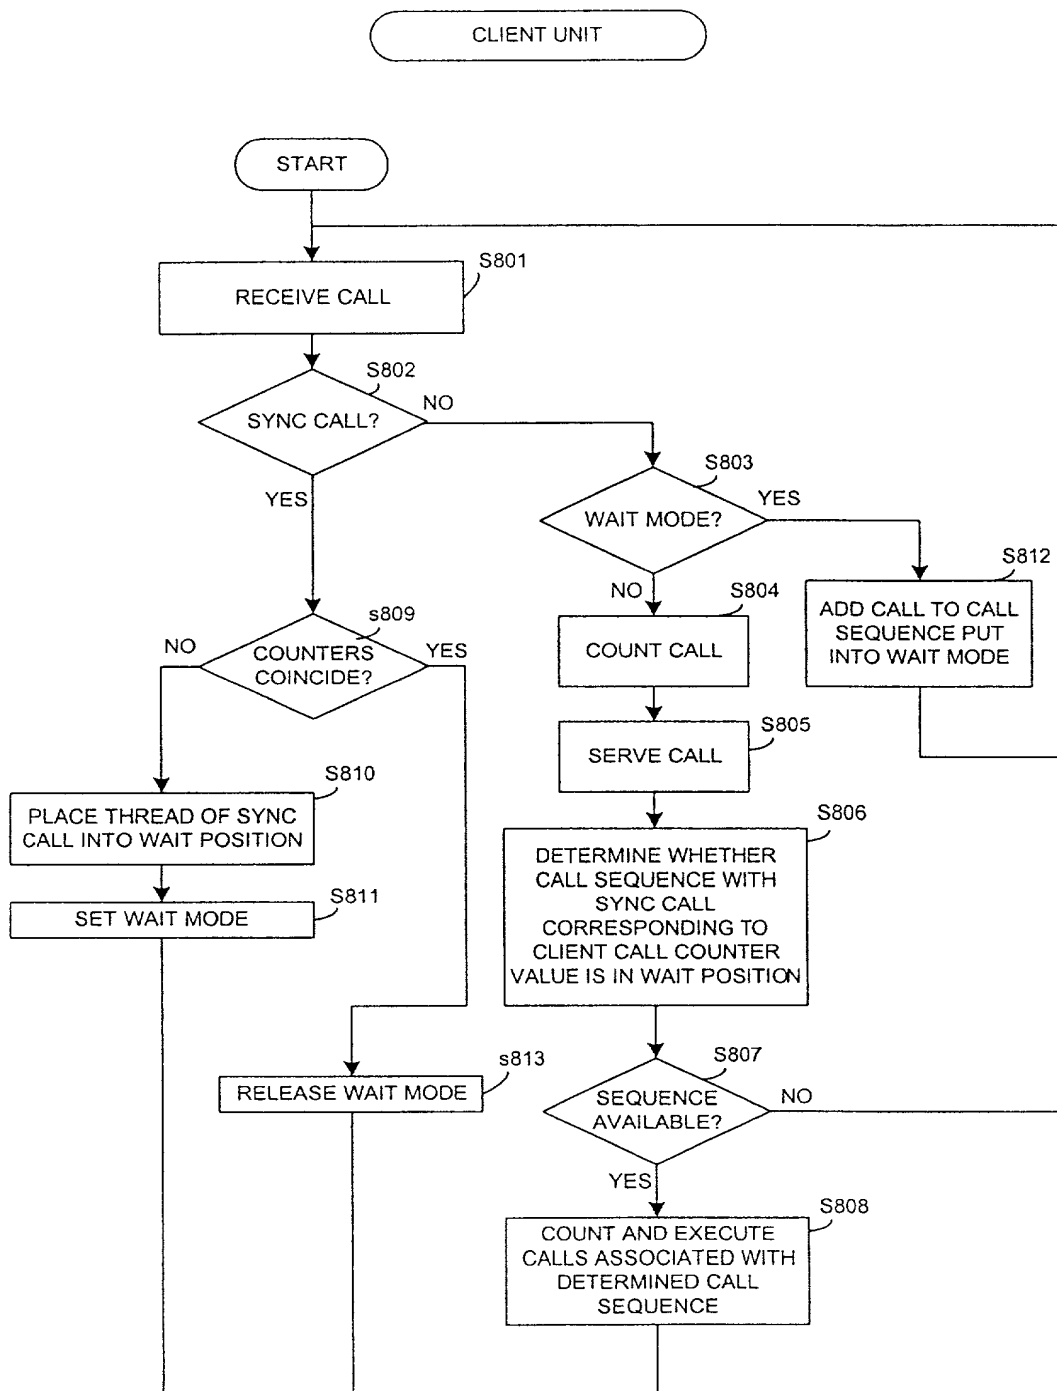 CLIENT UNIT
START
S801
RECEIVE CALL
S802
SYNC CALL?
NO
YES
S803
WAIT MODE?
YES
NO
S812
ADD CALL TO CALL
SEQUENCE PUT
INTO WAIT MODE
S804
COUNT CALL
s809
COUNTERS
COINCIDE?
NO
YES
S805
SERVE CALL
S810
PLACE THREAD OF SYNC
CALL INTO WAIT POSITION
S811
SET WAIT MODE
S806
DETERMINE WHETHER
CALL SEQUENCE WITH
SYNC CALL
CORRESPONDING TO
CLIENT CALL COUNTER
VALUE IS IN WAIT POSITION
s813
RELEASE WAIT MODE
S807
SEQUENCE
AVAILABLE?
NO
YES
S808
COUNT AND EXECUTE
CALLS ASSOCIATED WITH
DETERMINED CALL
SEQUENCE